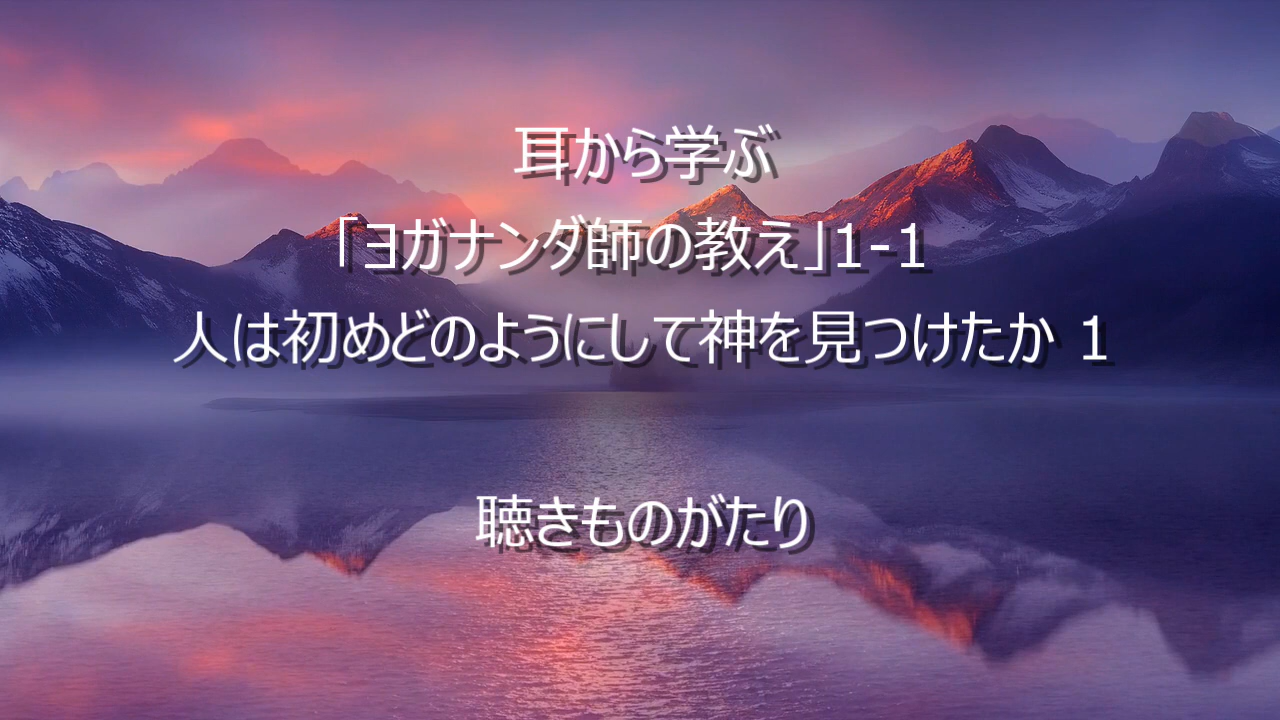 耳から学ぶ
「ヨガナンダ師の教え」1-1
人は初めどのようにして神を見つけたか 1
聴きものがたり